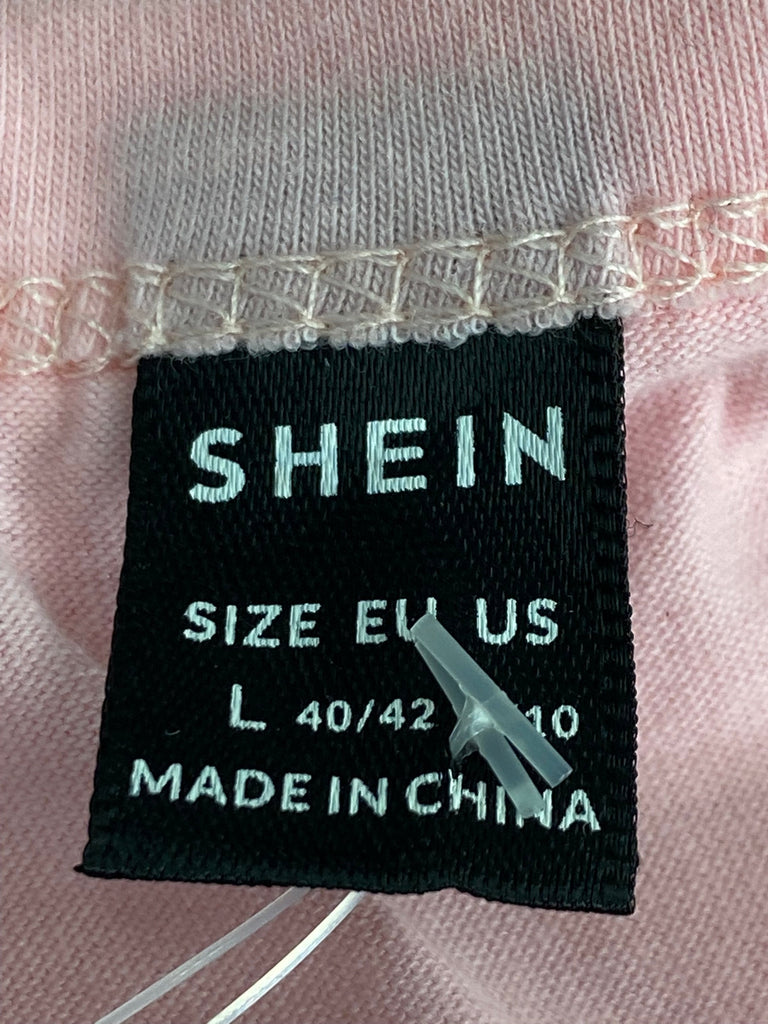 SHEIN
SIZE EU US
L 40/42 10
MADE IN CHINA